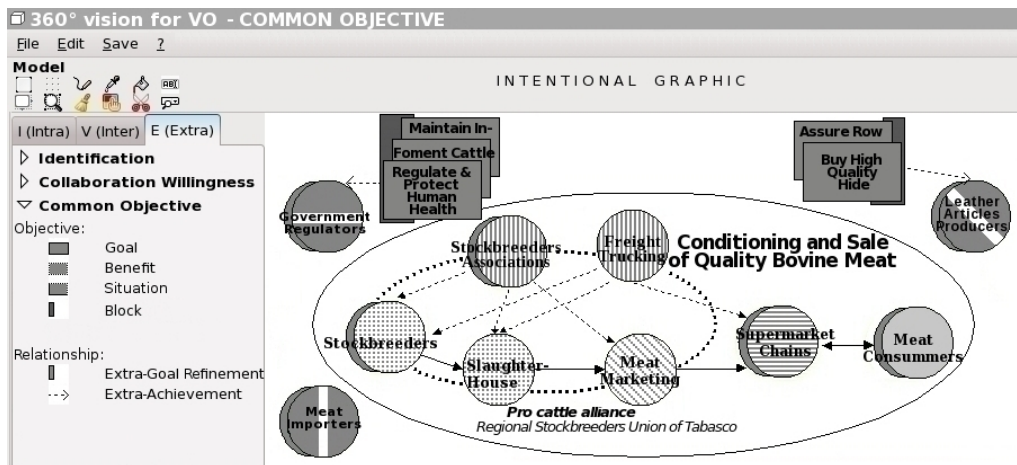 360° vision for VO - COMMON OBJECTIVE
File Edit Save ?
Model
INTENTIONAL GRAPHIC
I (Intra) V (Inter) E (Extra)
Identification
Collaboration Willingness
Common Objective
Objective:
Goal
Benefit
Situation
Block
Relationship:
Extra-Goal Refinement
Extra-Achievement
Maintain In-
Foment Cattle
Regulate &
Protect
Human
Health
Assure Row
Buy High
Quality
Hide
Government
Regulators
Leather
Articles
Producers
Stockbreeders
Associations
Freight
Trucking
Conditioning and Sale
of Quality Bovine Meat
Stockbreeders
Slaughter-
House
Meat
Marketing
Supermarket
Chains
Meat
Consummers
Meat
Importers
Pro cattle alliance
Regional Stockbreeders Union of Tabasco